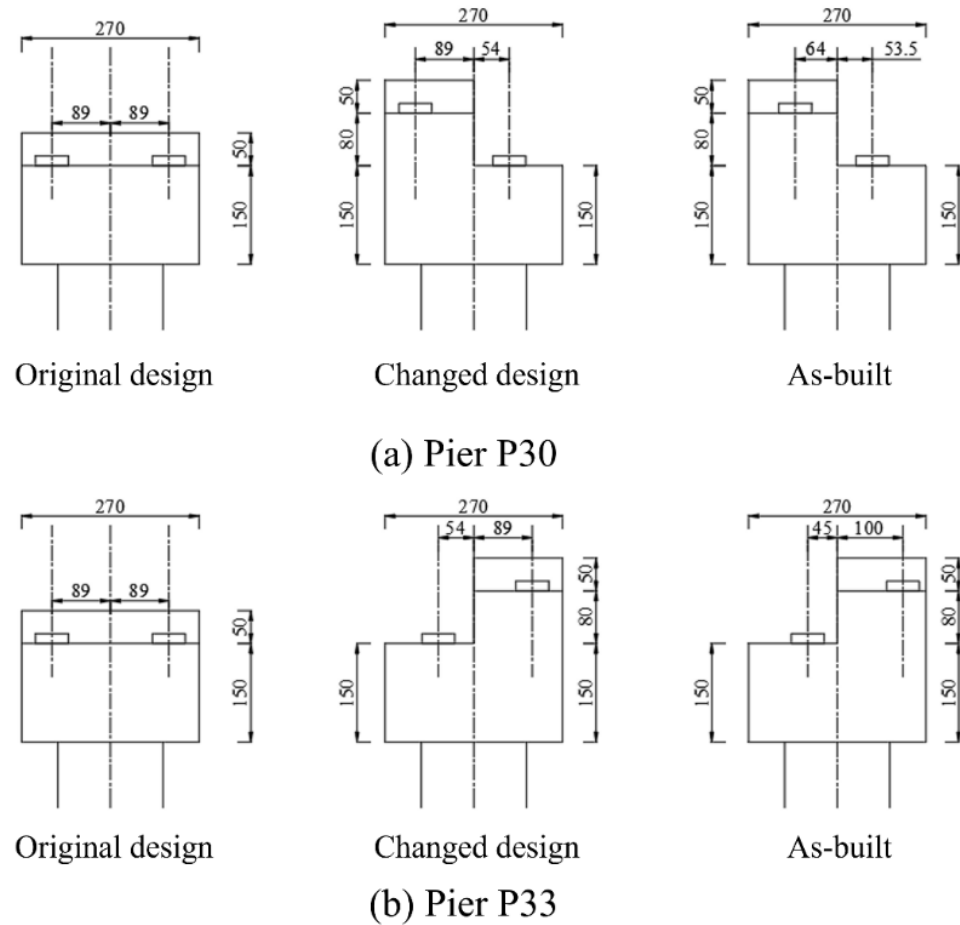 270 270 270
89 54 64 53.5
89 89
50 50 50
80 80
150 150 150 150 150
Original design Changed design As-built
(a) Pier P30
270 270 270
54 89 45 100
89 89
50 50 50
80 80
150 150 150 150 150
Original design Changed design As-built
(b) Pier P33